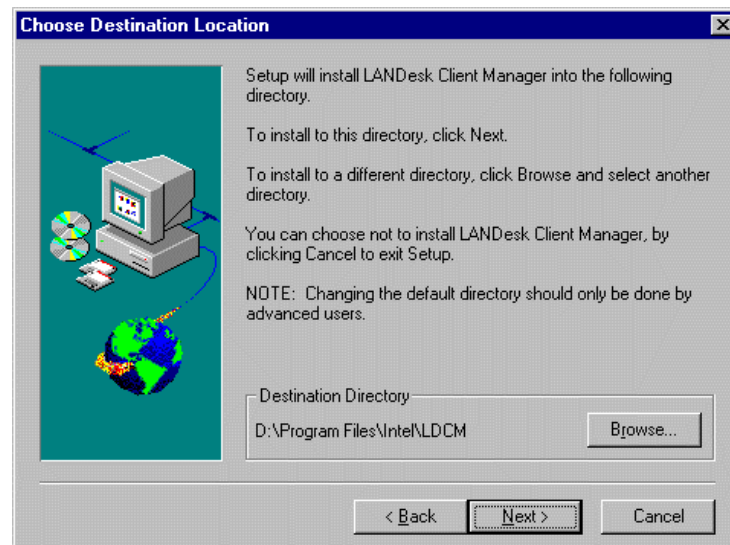 Choose Destination Location
Setup will install LANDesk Client Manager into the following
directory.
To install to this directory, click Next.
To install to a different directory, click Browse and select another
directory.
You can choose not to install LANDesk Client Manager, by
clicking Cancel to exit Setup.
NOTE:  Changing the default directory should only be done by
advanced users.
Destination Directory
D:\Program Files\Intel\LDCM
Browse...
< Back
Next >
Cancel